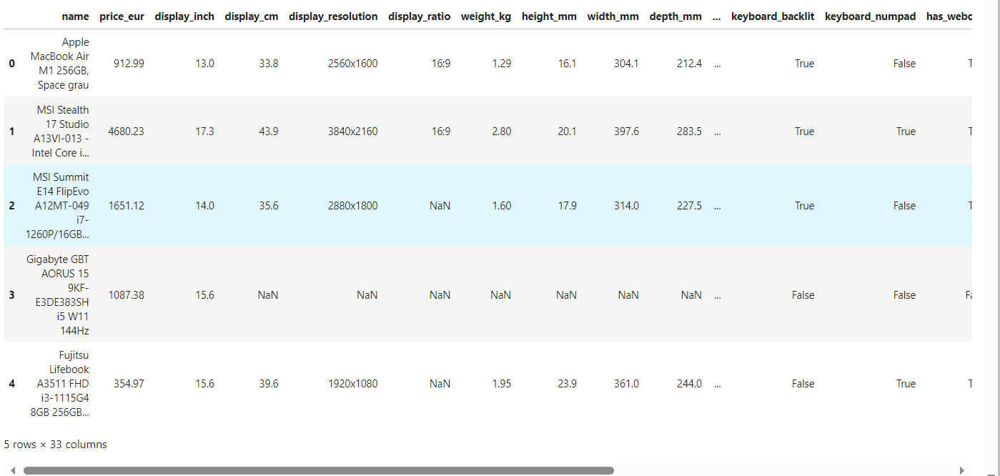 name price_eur display_inch display_cm display_resolution display_ratio weight_kg height_mm width_mm depth_mm ... keyboard_backlit keyboard_numpad has_webc
0 Apple MacBook Air M1 256GB, Space grau 912.99 13.0 33.8 2560x1600 16:9 1.29 16.1 304.1 212.4 ... True False T
1 MSI Stealth 17 Studio A13VI-013 - Intel Core i... 4680.23 17.3 43.9 3840x2160 16:9 2.80 20.1 397.6 283.5 ... True True T
2 MSI Summit E14 FlipEvo A12MT-049 i7-1260P/16GB... 1651.12 14.0 35.6 2880x1800 NaN 1.60 17.9 314.0 227.5 ... True False T
3 Gigabyte GBT AORUS 15 9KF-E3DE383SH i5 W11 144Hz 1087.38 15.6 NaN NaN NaN NaN NaN NaN NaN ... False False Fa
4 Fujitsu Lifebook A3511 FHD i3-1115G4 8GB 256GB... 354.97 15.6 39.6 1920x1080 NaN 1.95 23.9 361.0 244.0 ... False True T
5 rows × 33 columns